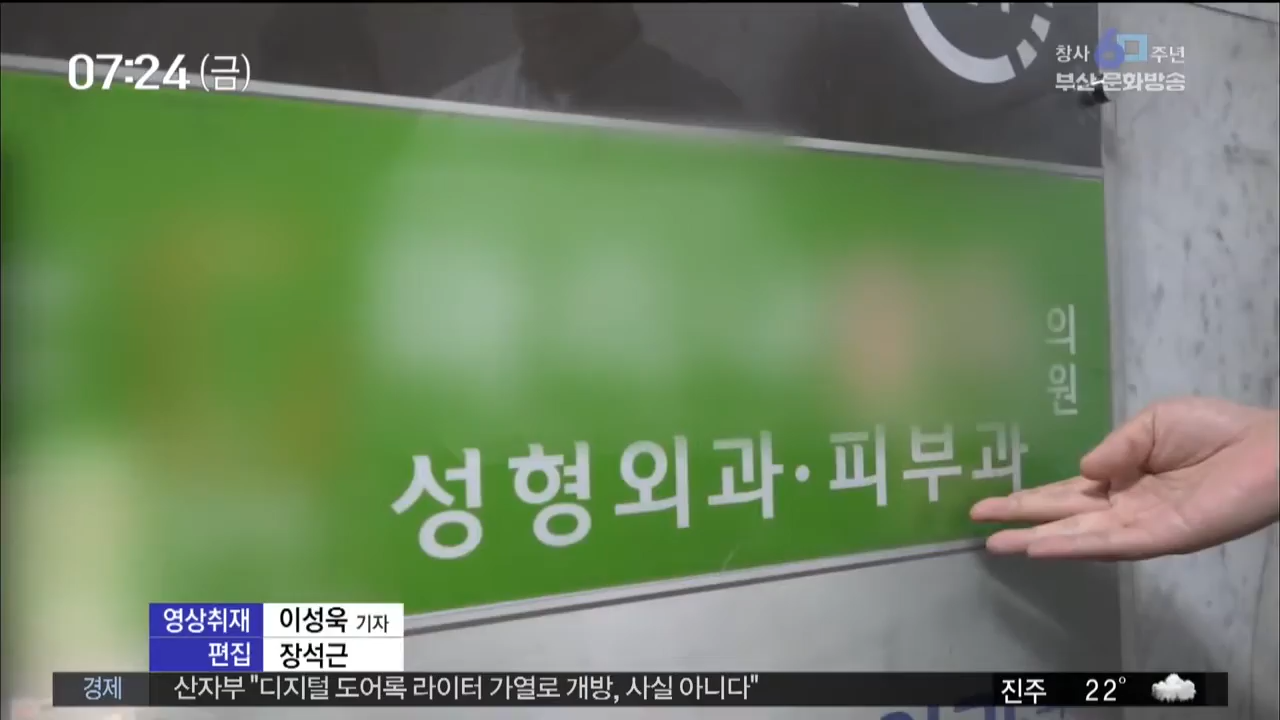 07:24 (금)
창사 60 주년
부산문화방송
의원
성형외과·피부과
영상취재 이성욱 기자
편집 장석근
경제 산자부 "디지털 도어록 라이터 가열로 개방, 사실 아니다" 진주 22°